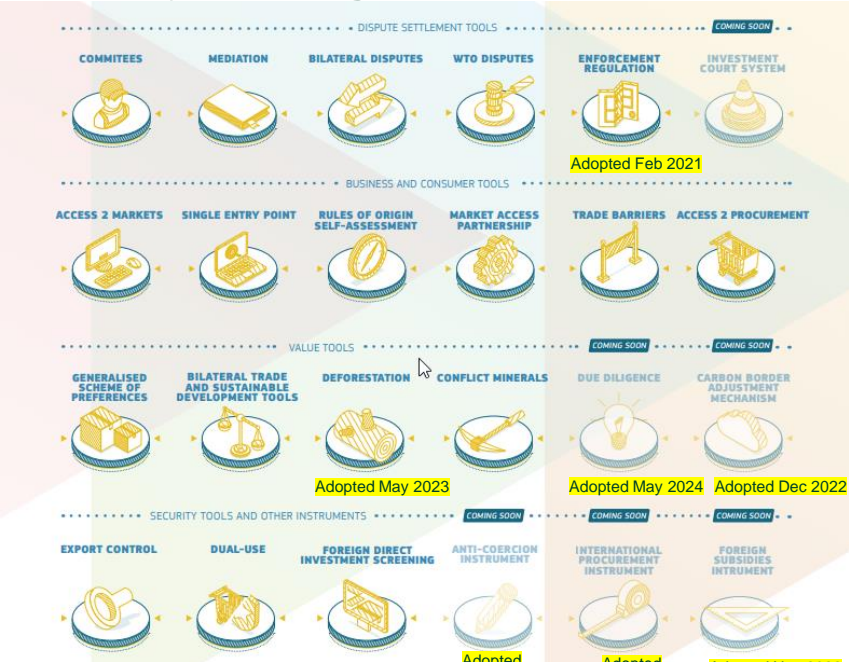 DISPUTE SETTLEMENT TOOLS
COMING SOON
COMMITEES
MEDIATION
BILATERAL DISPUTES
WTO DISPUTES
ENFORCEMENT
REGULATION
INVESTMENT
COURT SYSTEM
Adopted Feb 2021
BUSINESS AND CONSUMER TOOLS
ACCESS 2 MARKETS
SINGLE ENTRY POINT
RULES OF ORIGIN
SELF-ASSESSMENT
MARKET ACCESS
PARTNERSHIP
TRADE BARRIERS
ACCESS 2 PROCUREMENT
VALUE TOOLS
COMING SOON
COMING SOON
GENERALISED
SCHEME OF
PREFERENCES
BILATERAL TRADE
AND SUSTAINABLE
DEVELOPMENT TOOLS
DEFORESTATION
CONFLICT MINERALS
DUE DILIGENCE
CARBON BORDER
ADJUSTMENT
MECHANISM
Adopted May 2023
Adopted May 2024
Adopted Dec 2022
SECURITY TOOLS AND OTHER INSTRUMENTS
COMING SOON
COMING SOON
COMING SOON
EXPORT CONTROL
DUAL-USE
FOREIGN DIRECT
INVESTMENT SCREENING
ANTI-COERCION
INSTRUMENT
INTERNATIONAL
PROCUREMENT
INSTRUMENT
FOREIGN
SUBSIDIES
INTRUMENT
Adopted
Adopted